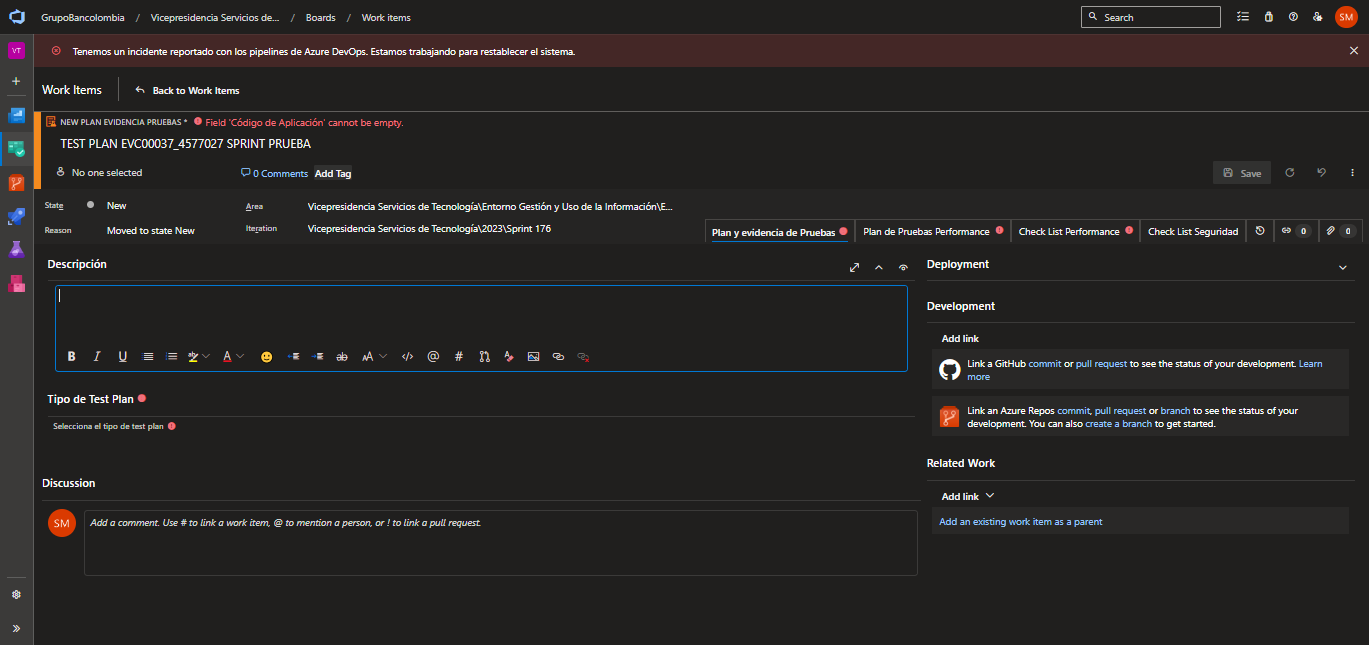 GrupoBancolombia / Vicepresidencia Servicios de... / Boards / Work items
Search
SM
VT
Tenemos un incidente reportado con los pipelines de Azure DevOps. Estamos trabajando para restablecer el sistema.
Work Items
Back to Work Items
NEW PLAN EVIDENCIA PRUEBAS *
Field 'Código de Aplicación' cannot be empty.
TEST PLAN EVC00037_4577027 SPRINT PRUEBA
No one selected
0 Comments
Add Tag
Save
State
New
Area
Vicepresidencia Servicios de Tecnología\Entorno Gestión y Uso de la Información\E...
Reason
Moved to state New
Iteration
Vicepresidencia Servicios de Tecnología\2023\Sprint 176
Plan y evidencia de Pruebas
Plan de Pruebas Performance
Check List Performance
Check List Seguridad
0
0
Descripción
Tipo de Test Plan
Selecciona el tipo de test plan
Discussion
SM
Add a comment. Use # to link a work item, @ to mention a person, or ! to link a pull request.
Deployment
Development
Add link
Link a GitHub commit or pull request to see the status of your development. Learn
more
Link an Azure Repos commit, pull request or branch to see the status of your
development. You can also create a branch to get started.
Related Work
Add link
Add an existing work item as a parent